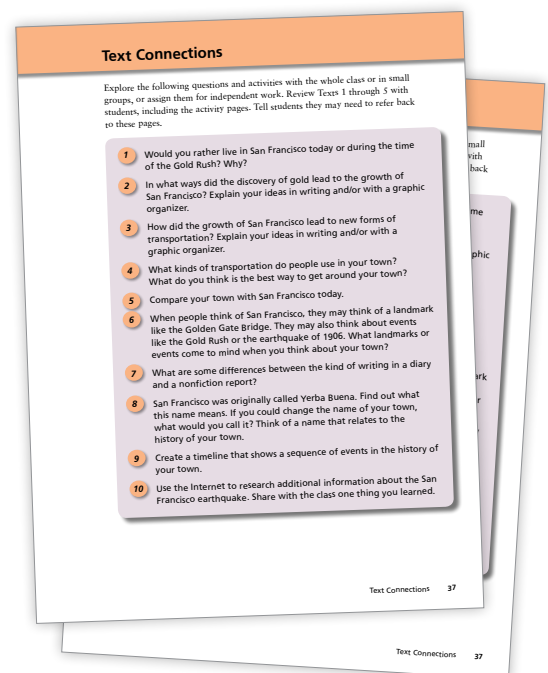 Text Connections
Explore the following questions and activities with the whole class or in small
groups, or assign them for independent work. Review Texts 1 through 5 with
students, including the activity pages. Tell students they may need to refer back
to these pages.
1 Would you rather live in San Francisco today or during the time
of the Gold Rush? Why?
2 In what ways did the discovery of gold lead to the growth of
San Francisco? Explain your ideas in writing and/or with a graphic
organizer.
3 How did the growth of San Francisco lead to new forms of
transportation? Explain your ideas in writing and/or with a
graphic organizer.
4 What kinds of transportation do people use in your town?
What do you think is the best way to get around your town?
5 Compare your town with San Francisco today.
6 When people think of San Francisco, they may think of a landmark
like the Golden Gate Bridge. They may also think about events
like the Gold Rush or the earthquake of 1906. What landmarks or
events come to mind when you think about your town?
7 What are some differences between the kind of writing in a diary
and a nonfiction report?
8 San Francisco was originally called Yerba Buena. Find out what
this name means. If you could change the name of your town,
what would you call it? Think of a name that relates to the
history of your town.
9 Create a timeline that shows a sequence of events in the history of
your town.
10 Use the Internet to research additional information about the San
Francisco earthquake. Share with the class one thing you learned.
Text Connections 37
mall
with
back
me
phic
ark
r
Text Connections 37